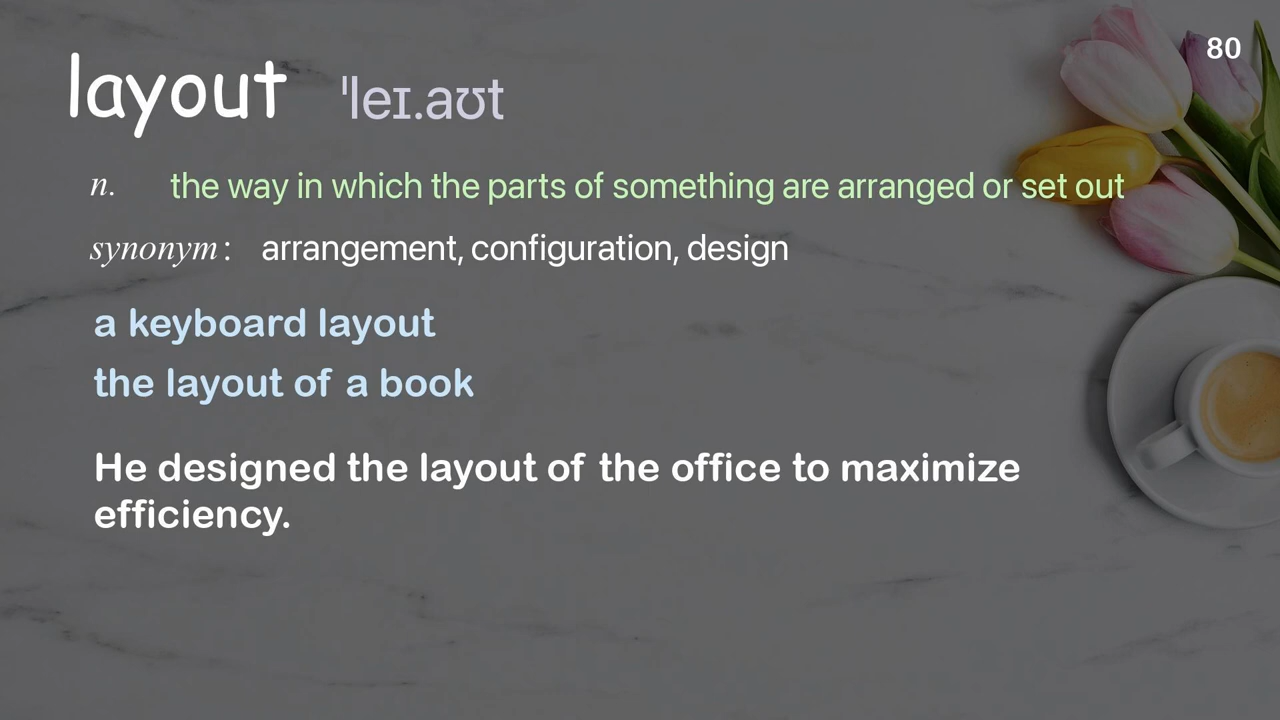 80
layout ˈleɪ.aʊt
n. the way in which the parts of something are arranged or set out
synonym: arrangement, configuration, design
a keyboard layout
the layout of a book
He designed the layout of the office to maximize
efficiency.